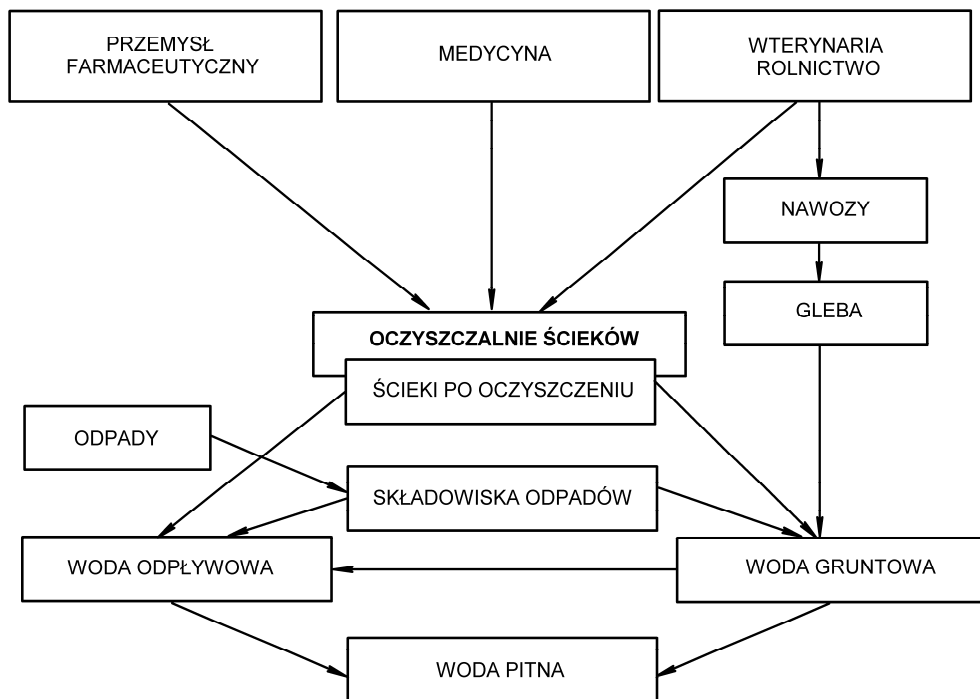 PRZEMYSŁ
FARMACEUTYCZNY
MEDYCYNA
WTERYNARIA
ROLNICTWO
NAWOZY
GLEBA
OCZYSZCZALNIE ŚCIEKÓW
ŚCIEKI PO OCZYSZCZENIU
ODPADY
SKŁADOWISKA ODPADÓW
WODA ODPŁYWOWA
WODA GRUNTOWA
WODA PITNA